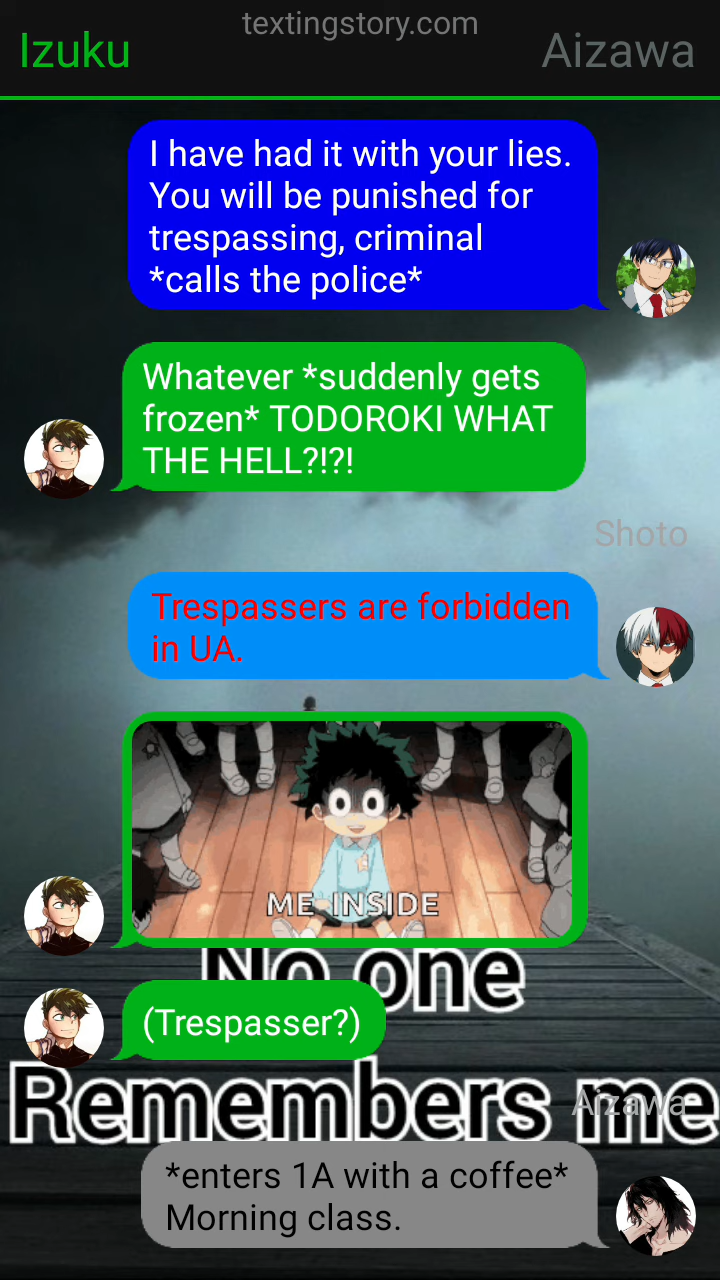 textingstory.com
Izuku
Aizawa
I have had it with your lies.
You will be punished for
trespassing, criminal
*calls the police*
Whatever *suddenly gets
frozen* TODOROKI WHAT
THE HELL?!?!
Shoto
Trespassers are forbidden
in UA.
ME INSIDE
No one
(Trespasser?)
Remembers me
Aizawa
*enters 1A with a coffee*
Morning class.